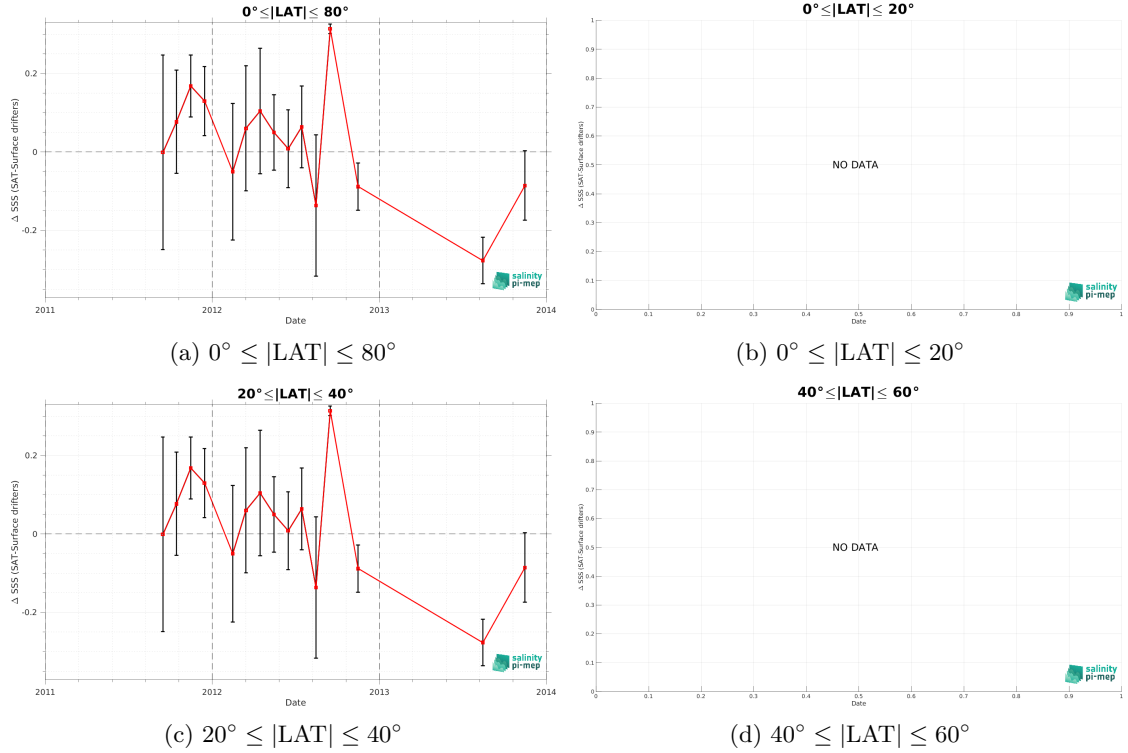 0°≤|LAT|≤ 80°
0.2
0
-0.2
Δ SSS (SAT-Surface drifters)
2011
2012
2013
2014
Date
salinity
pi-mep
(a) 0° ≤ |LAT| ≤ 80°
0°≤|LAT|≤ 20°
1
0.9
0.8
0.7
0.6
0.5
0.4
0.3
0.2
0.1
0
Δ SSS (SAT-Surface drifters)
NO DATA
0
0.1
0.2
0.3
0.4
0.5
0.6
0.7
0.8
0.9
1
Date
salinity
pi-mep
(b) 0° ≤ |LAT| ≤ 20°
20°≤|LAT|≤ 40°
0.2
0
-0.2
Δ SSS (SAT-Surface drifters)
2011
2012
2013
2014
Date
salinity
pi-mep
(c) 20° ≤ |LAT| ≤ 40°
40°≤|LAT|≤ 60°
1
0.9
0.8
0.7
0.6
0.5
0.4
0.3
0.2
0.1
0
Δ SSS (SAT-Surface drifters)
NO DATA
0
0.1
0.2
0.3
0.4
0.5
0.6
0.7
0.8
0.9
1
Date
salinity
pi-mep
(d) 40° ≤ |LAT| ≤ 60°